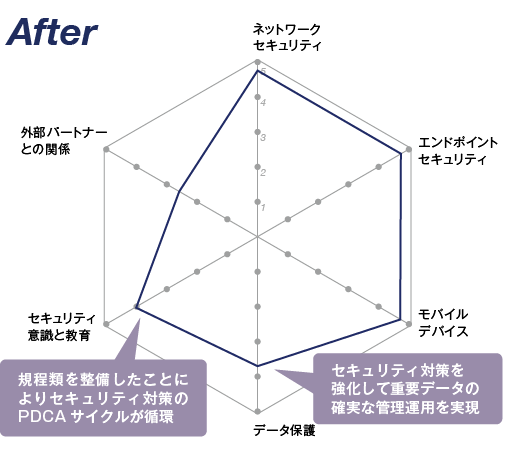 After
ネットワーク
セキュリティ
5
4
3
2
1
外部パートナー
との関係
エンドポイント
セキュリティ
セキュリティ
意識と教育
モバイル
デバイス
規程類を整備したことに
よりセキュリティ対策の
PDCAサイクルが循環
セキュリティ対策を
強化して重要データの
確実な管理運用を実現
データ保護